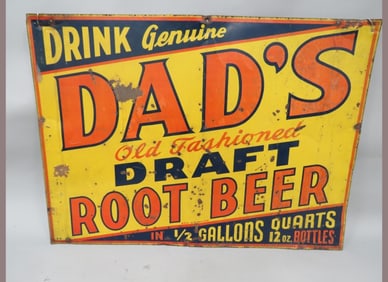 DRINK Genuine
DAD'S
Old Fashioned
DRAFT
ROOT BEER
IN 1/2 GALLONS QUARTS 12 OZ. BOTTLES